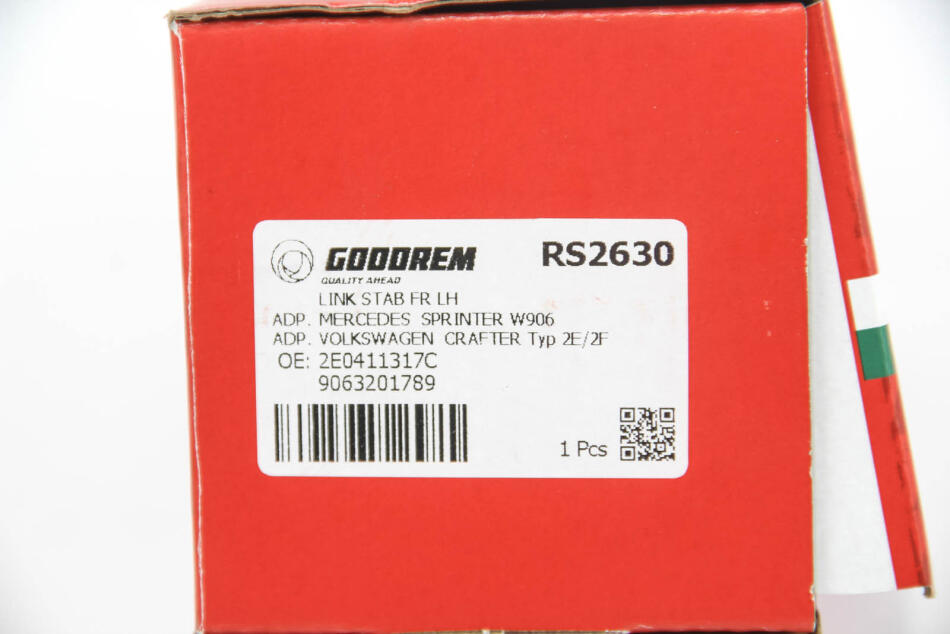 GOODREM
RS2630
QUALITY AHEAD
LINK STAB FR LH
ADP. MERCEDES SPRINTER W906
ADP. VOLKSWAGEN CRAFTER Typ 2E/2F
OE: 2E0411317C
9063201789
1 Pcs